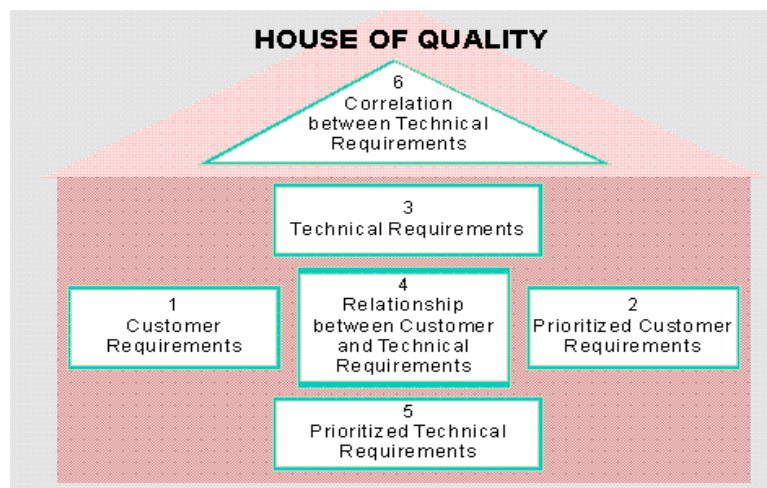 HOUSE OF QUALITY
6
Correlation
between Technical
Requirements
3
Technical Requirements
1
Customer
Requirements
4
Relationship
between Customer
and Technical
Requirements
2
Prioritized Customer
Requirements
5
Prioritized Technical
Requirements